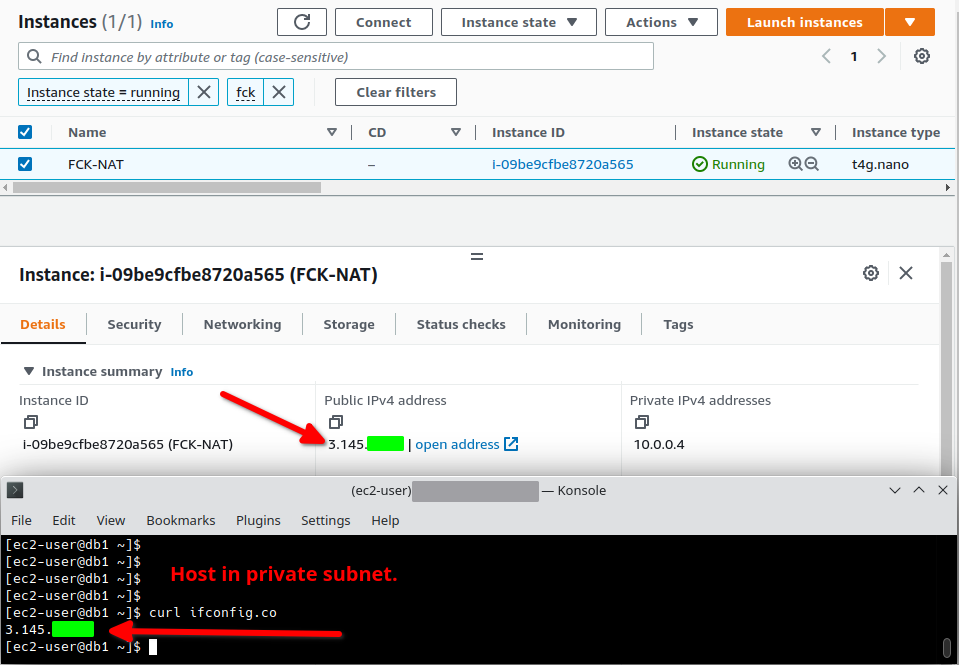 Instances (1/1) Info
Connect
Instance state
Actions
Launch instances
Find instance by attribute or tag (case-sensitive)
1
Instance state = running
fck
Clear filters
Name CD Instance ID Instance state Instance type
FCK-NAT – i-09be9cfbe8720a565 Running t4g.nano
Instance: i-09be9cfbe8720a565 (FCK-NAT)
Details Security Networking Storage Status checks Monitoring Tags
Instance summary Info
Instance ID Public IPv4 address Private IPv4 addresses
i-09be9cfbe8720a565 (FCK-NAT) 3.145. | open address 10.0.0.4
(ec2-user) — Konsole
File Edit View Bookmarks Plugins Settings Help
[ec2-user@db1 ~]$
[ec2-user@db1 ~]$
[ec2-user@db1 ~]$ Host in private subnet.
[ec2-user@db1 ~]$
[ec2-user@db1 ~]$ curl ifconfig.co
3.145.
[ec2-user@db1 ~]$